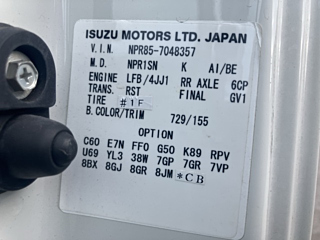 ISUZU MOTORS LTD. JAPAN
V.I.N. NPR85-7048357
M.D. NPR1SN K AI/BE
ENGINE LFB/4JJ1 RR AXLE 6CP
TRANS. RST FINAL GV1
TIRE #1F
B.COLOR/TRIM 729/155
OPTION
C60 E7N FF0 G50 K89 RPV
U69 YL3 38W 7GP 7GR 7VP
8BX 8GJ 8GR 8JM *CB